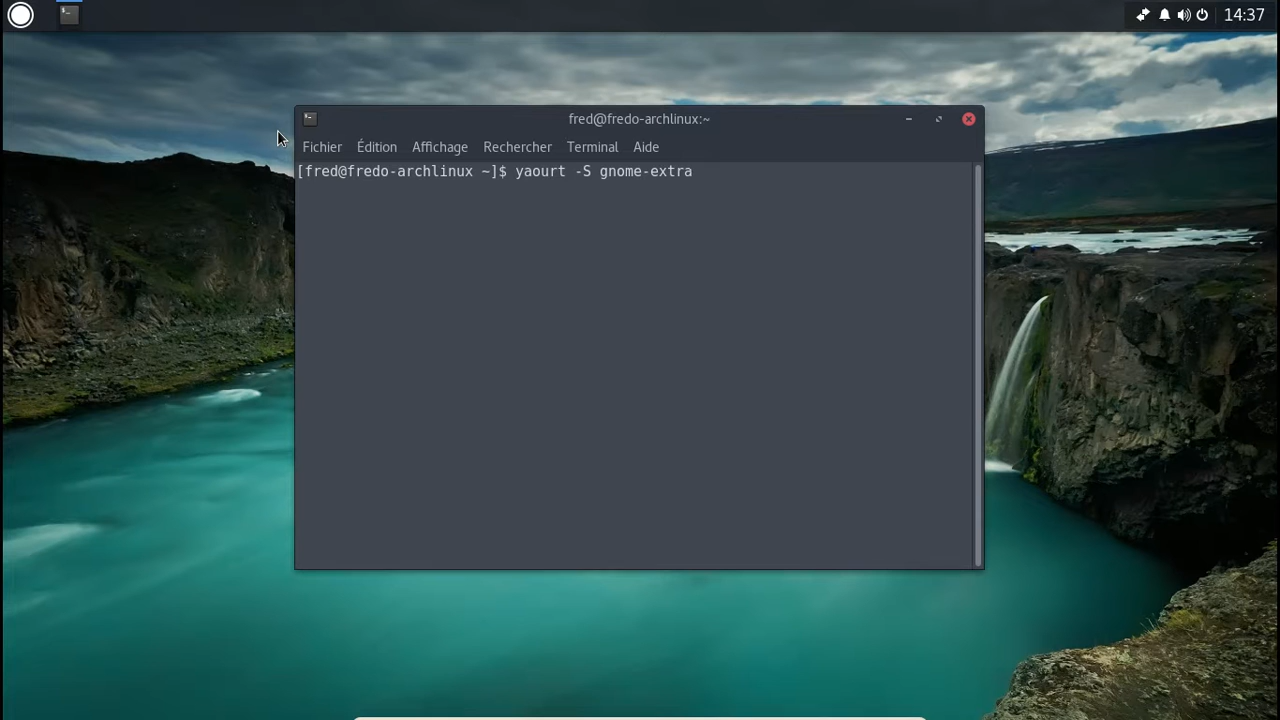 14:37
fred@fredo-archlinux:~
Fichier Édition Affichage Rechercher Terminal Aide
[fred@fredo-archlinux ~]$ yaourt -S gnome-extra